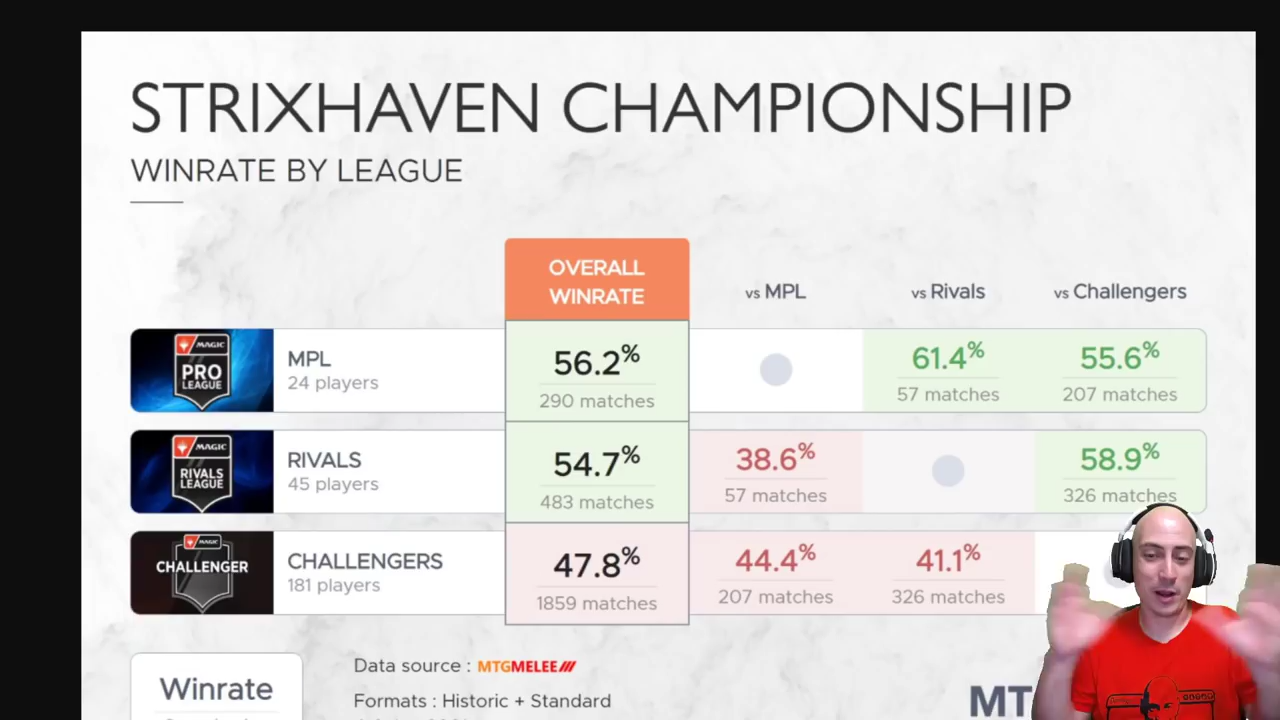 STRIXHAVEN CHAMPIONSHIP
WINRATE BY LEAGUE
OVERALL
WINRATE
vs MPL
vs Rivals
vs Challengers
MAGIC
PRO
LEAGUE
MPL
24 players
56.2%
290 matches
61.4%
57 matches
55.6%
207 matches
MAGIC
RIVALS
LEAGUE
RIVALS
45 players
54.7%
483 matches
38.6%
57 matches
58.9%
326 matches
MAGIC
CHALLENGER
CHALLENGERS
181 players
47.8%
1859 matches
44.4%
207 matches
41.1%
326 matches
Winrate
Data source : MTGMELEE
Formats : Historic + Standard
MT